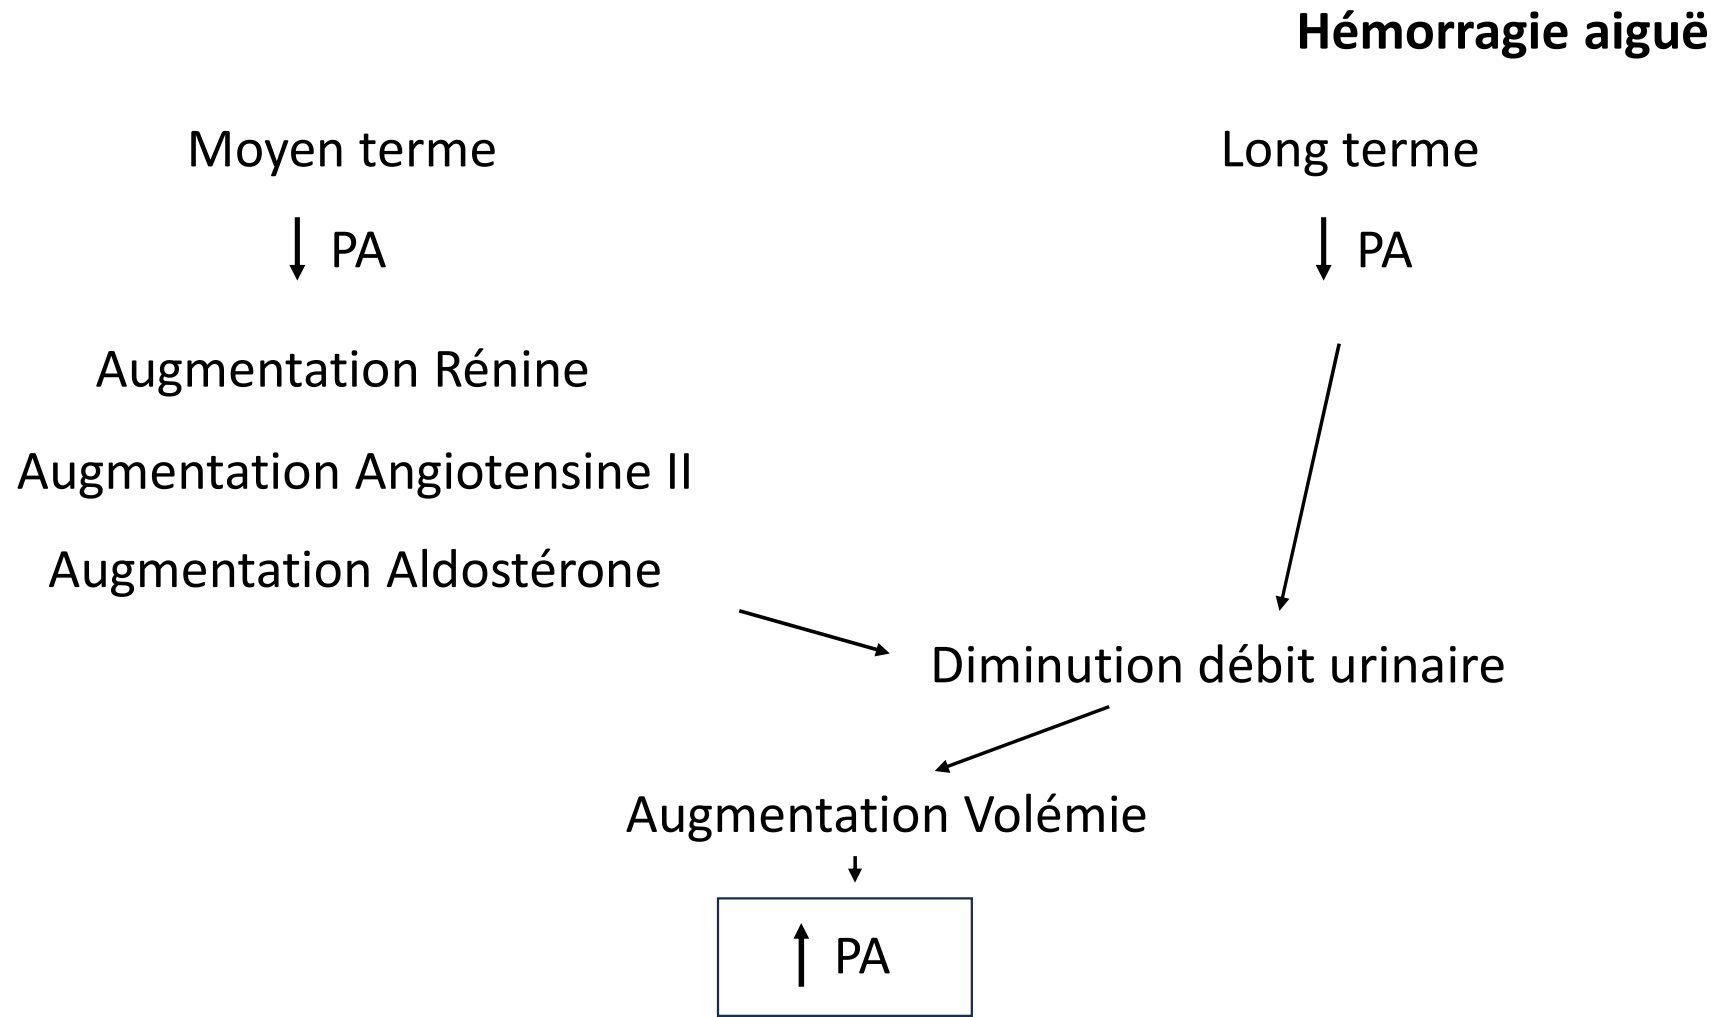 Hémorragie aiguë
Moyen terme
Long terme
PA
PA
Augmentation Rénine
Augmentation Angiotensine II
Augmentation Aldostérone
Diminution débit urinaire
Augmentation Volémie
PA